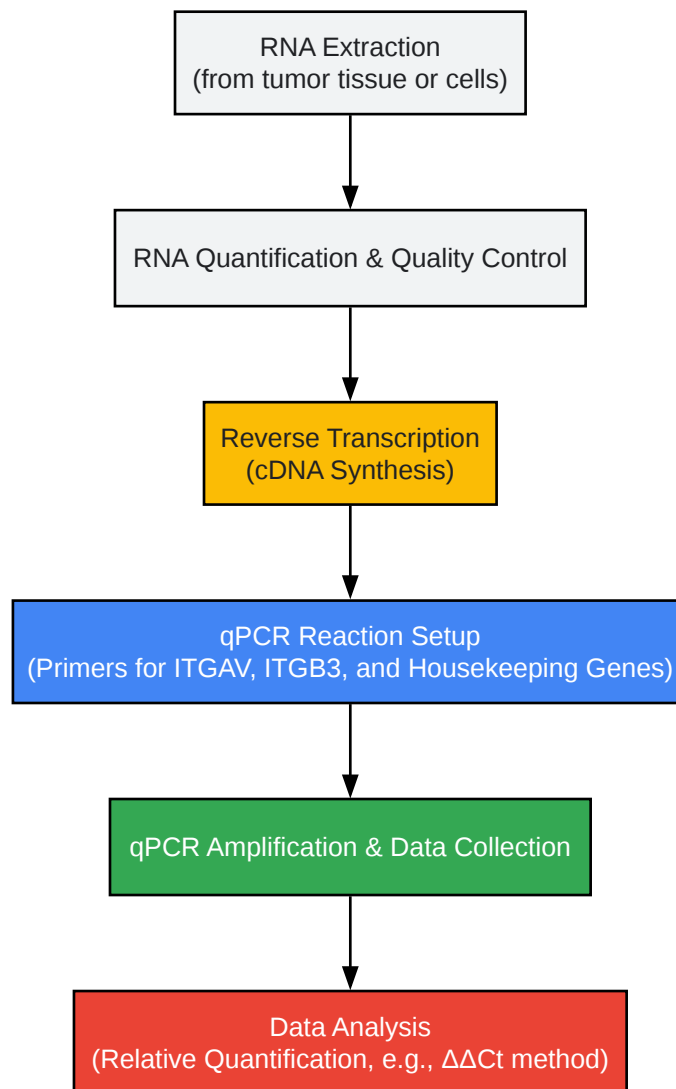 RNA Extraction
(from tumor tissue or cells)
RNA Quantification & Quality Control
Reverse Transcription
(cDNA Synthesis)
qPCR Reaction Setup
(Primers for ITGAV, ITGB3, and Housekeeping Genes)
qPCR Amplification & Data Collection
Data Analysis
(Relative Quantification, e.g., ΔΔCt method)